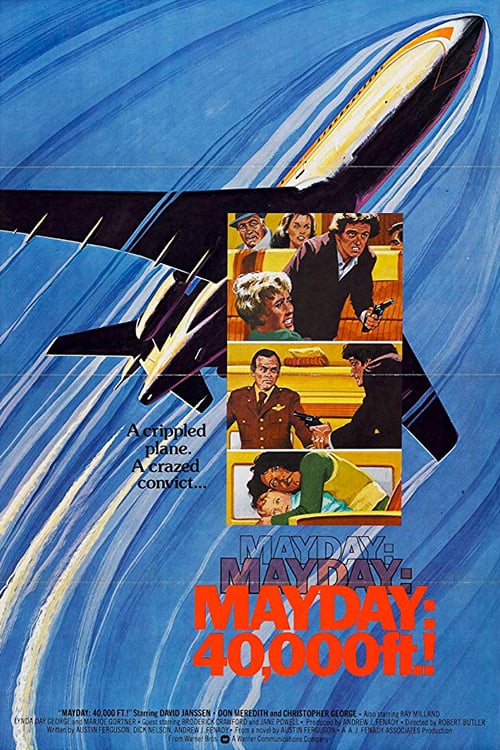 A crippled
plane.
A crazed
convict...
MAYDAY:
MAYDAY:
MAYDAY:
40,000ft.!
"MAYDAY: 40,000 FT.!" Starring DAVID JANSSEN • DON MEREDITH and CHRISTOPHER GEORGE • Also starring RAY MILLAND
LYNDA DAY GEORGE and MARJOE GORTNER • Guest starring BRODERICK CRAWFORD and JANE POWELL • Produced by ANDREW J. FENADY • Directed by ROBERT BUTLER
Written by AUSTIN FERGUSON, DICK NELSON, ANDREW J. FENADY • From a novel by AUSTIN FERGUSON • A A.J. FENADY ASSOCIATES Production
From Warner Bros. A Warner Communications Company